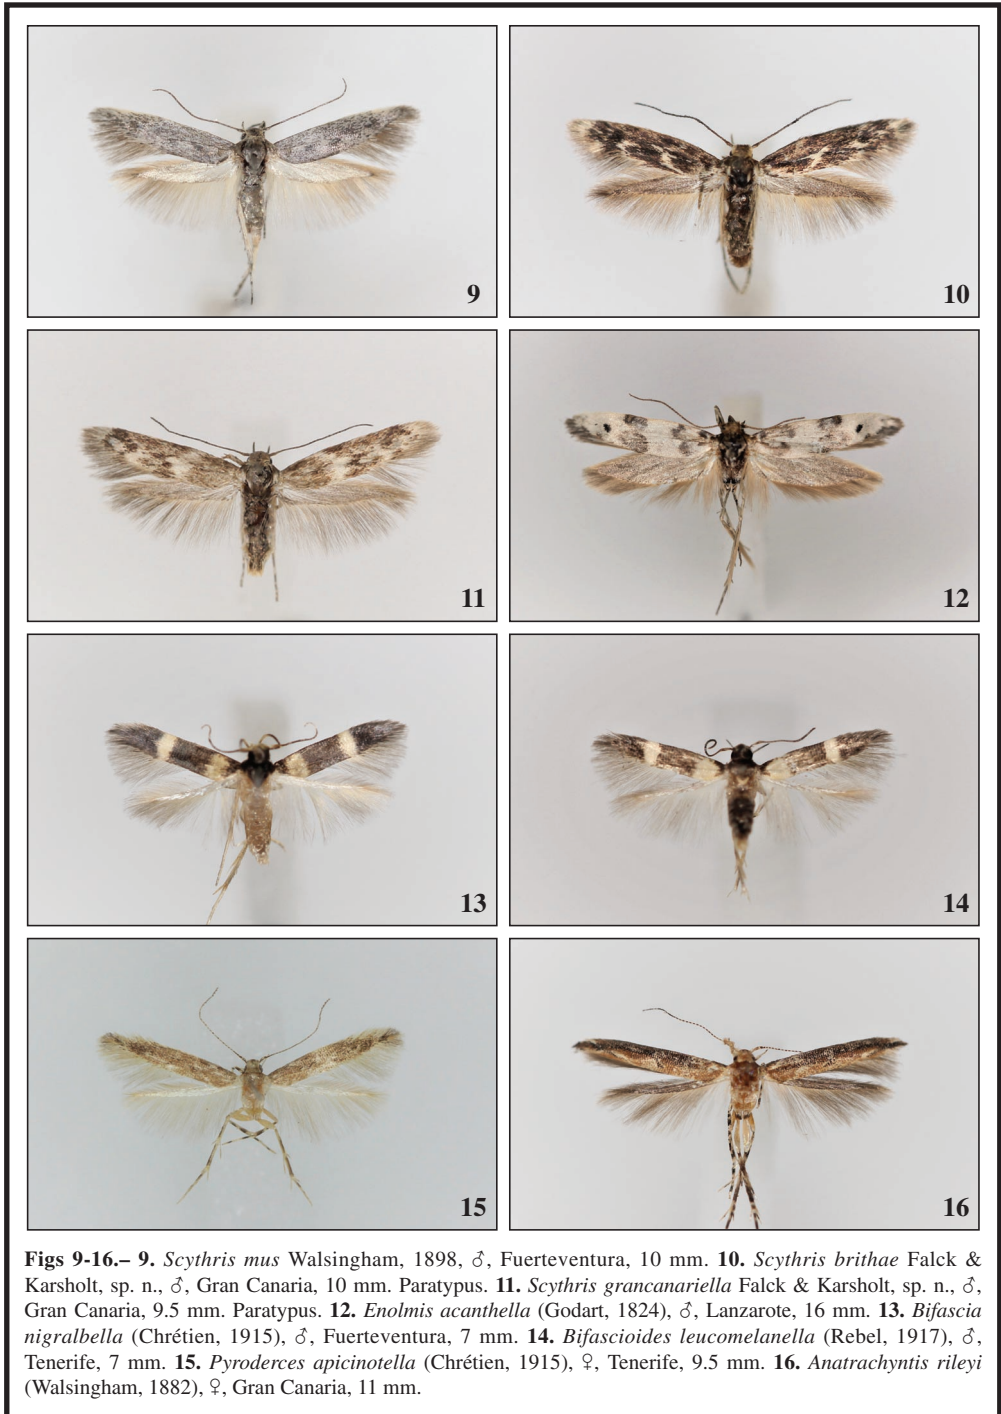 9
10
11
12
13
14
15
16
Figs 9-16.– 9. Scythris mus Walsingham, 1898, ♂, Fuerteventura, 10 mm. 10. Scythris brithae Falck &
Karsholt, sp. n., ♂, Gran Canaria, 10 mm. Paratypus. 11. Scythris grancanariella Falck & Karsholt, sp. n., ♂,
Gran Canaria, 9.5 mm. Paratypus. 12. Enolmis acanthella (Godart, 1824), ♂, Lanzarote, 16 mm. 13. Bifascia
nigralbella (Chrétien, 1915), ♂, Fuerteventura, 7 mm. 14. Bifascioides leucomelanella (Rebel, 1917), ♂,
Tenerife, 7 mm. 15. Pyroderces apicinotella (Chrétien, 1915), ♀, Tenerife, 9.5 mm. 16. Anatrachyntis rileyi
(Walsingham, 1882), ♀, Gran Canaria, 11 mm.